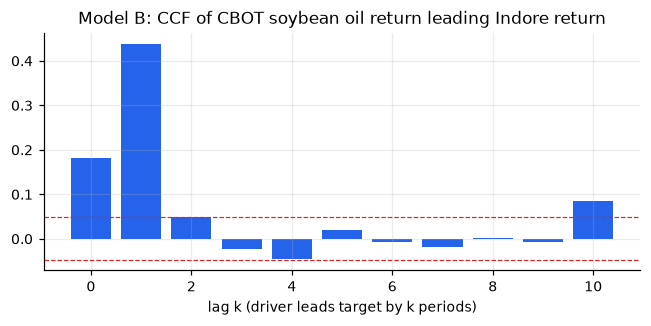 Model B: CCF of CBOT soybean oil return leading Indore return
0.4
0.3
0.2
0.1
0.0
0 2 4 6 8 10
lag k (driver leads target by k periods)